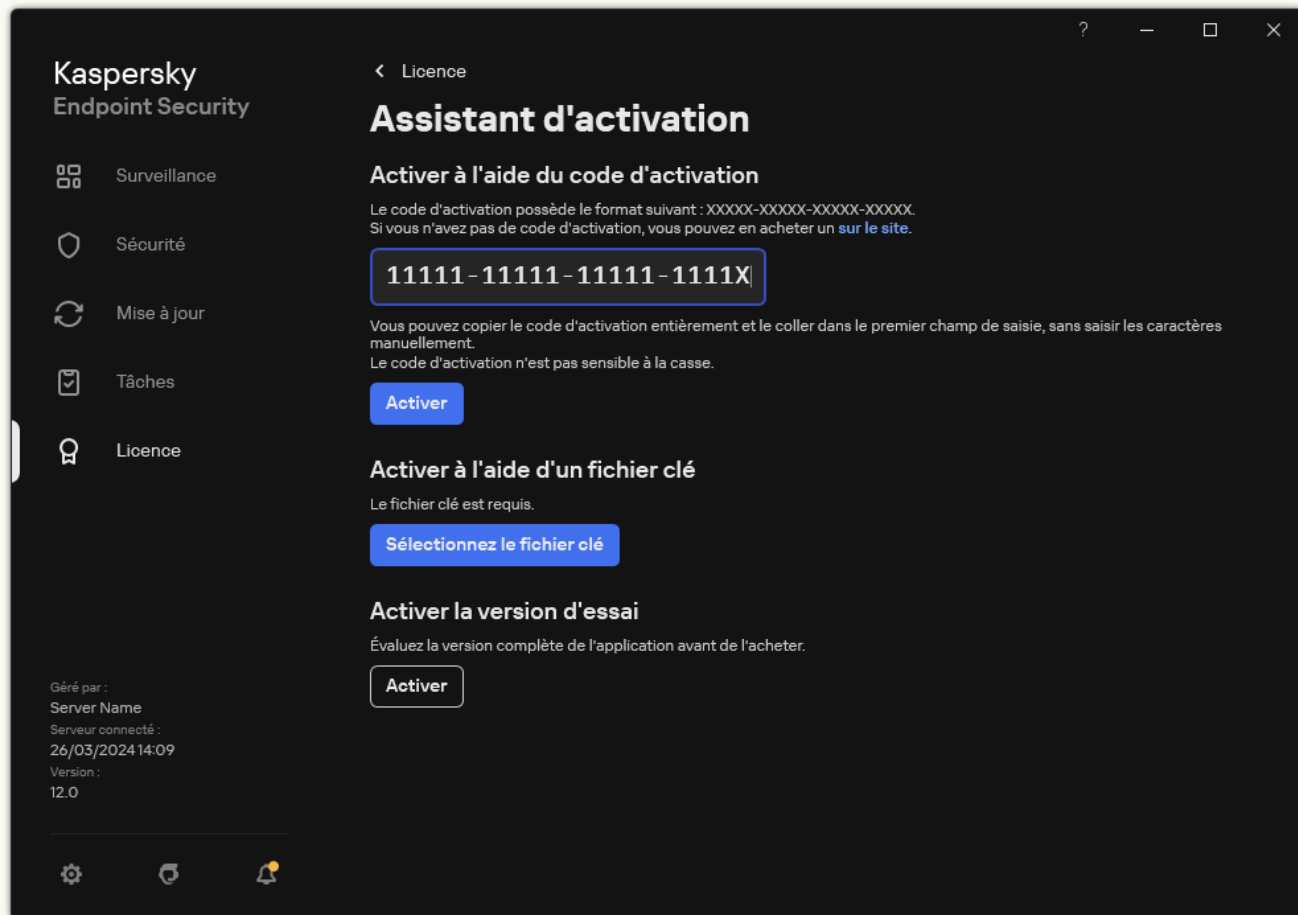 ?
Kaspersky
Endpoint Security
Surveillance
Sécurité
Mise à jour
Tâches
Licence
Géré par :
Server Name
Serveur connecté :
26/03/2024 14:09
Version :
12.0
Licence
Assistant d'activation
Activer à l'aide du code d'activation
Le code d'activation possède le format suivant : XXXXX-XXXXX-XXXXX-XXXXX.
Si vous n'avez pas de code d'activation, vous pouvez en acheter un sur le site.
11111-11111-11111-1111X
Vous pouvez copier le code d'activation entièrement et le coller dans le premier champ de saisie, sans saisir les caractères
manuellement.
Le code d'activation n'est pas sensible à la casse.
Activer
Activer à l'aide d'un fichier clé
Le fichier clé est requis.
Sélectionnez le fichier clé
Activer la version d'essai
Évaluez la version complète de l'application avant de l'acheter.
Activer